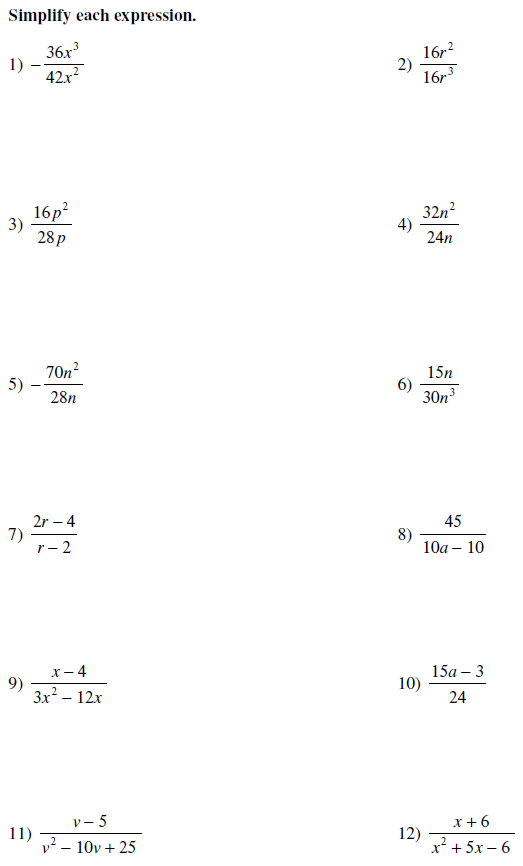 Simplify each expression.
1) −36x³/42x²
2) 16r²/16r³
3) 16p²/28p
4) 32n²/24n
5) −70n²/28n
6) 15n/30n³
7) (2r − 4)/(r − 2)
8) 45/(10a − 10)
9) (x − 4)/(3x² − 12x)
10) (15a − 3)/24
11) (v − 5)/(v² − 10v + 25)
12) (x + 6)/(x² + 5x − 6)